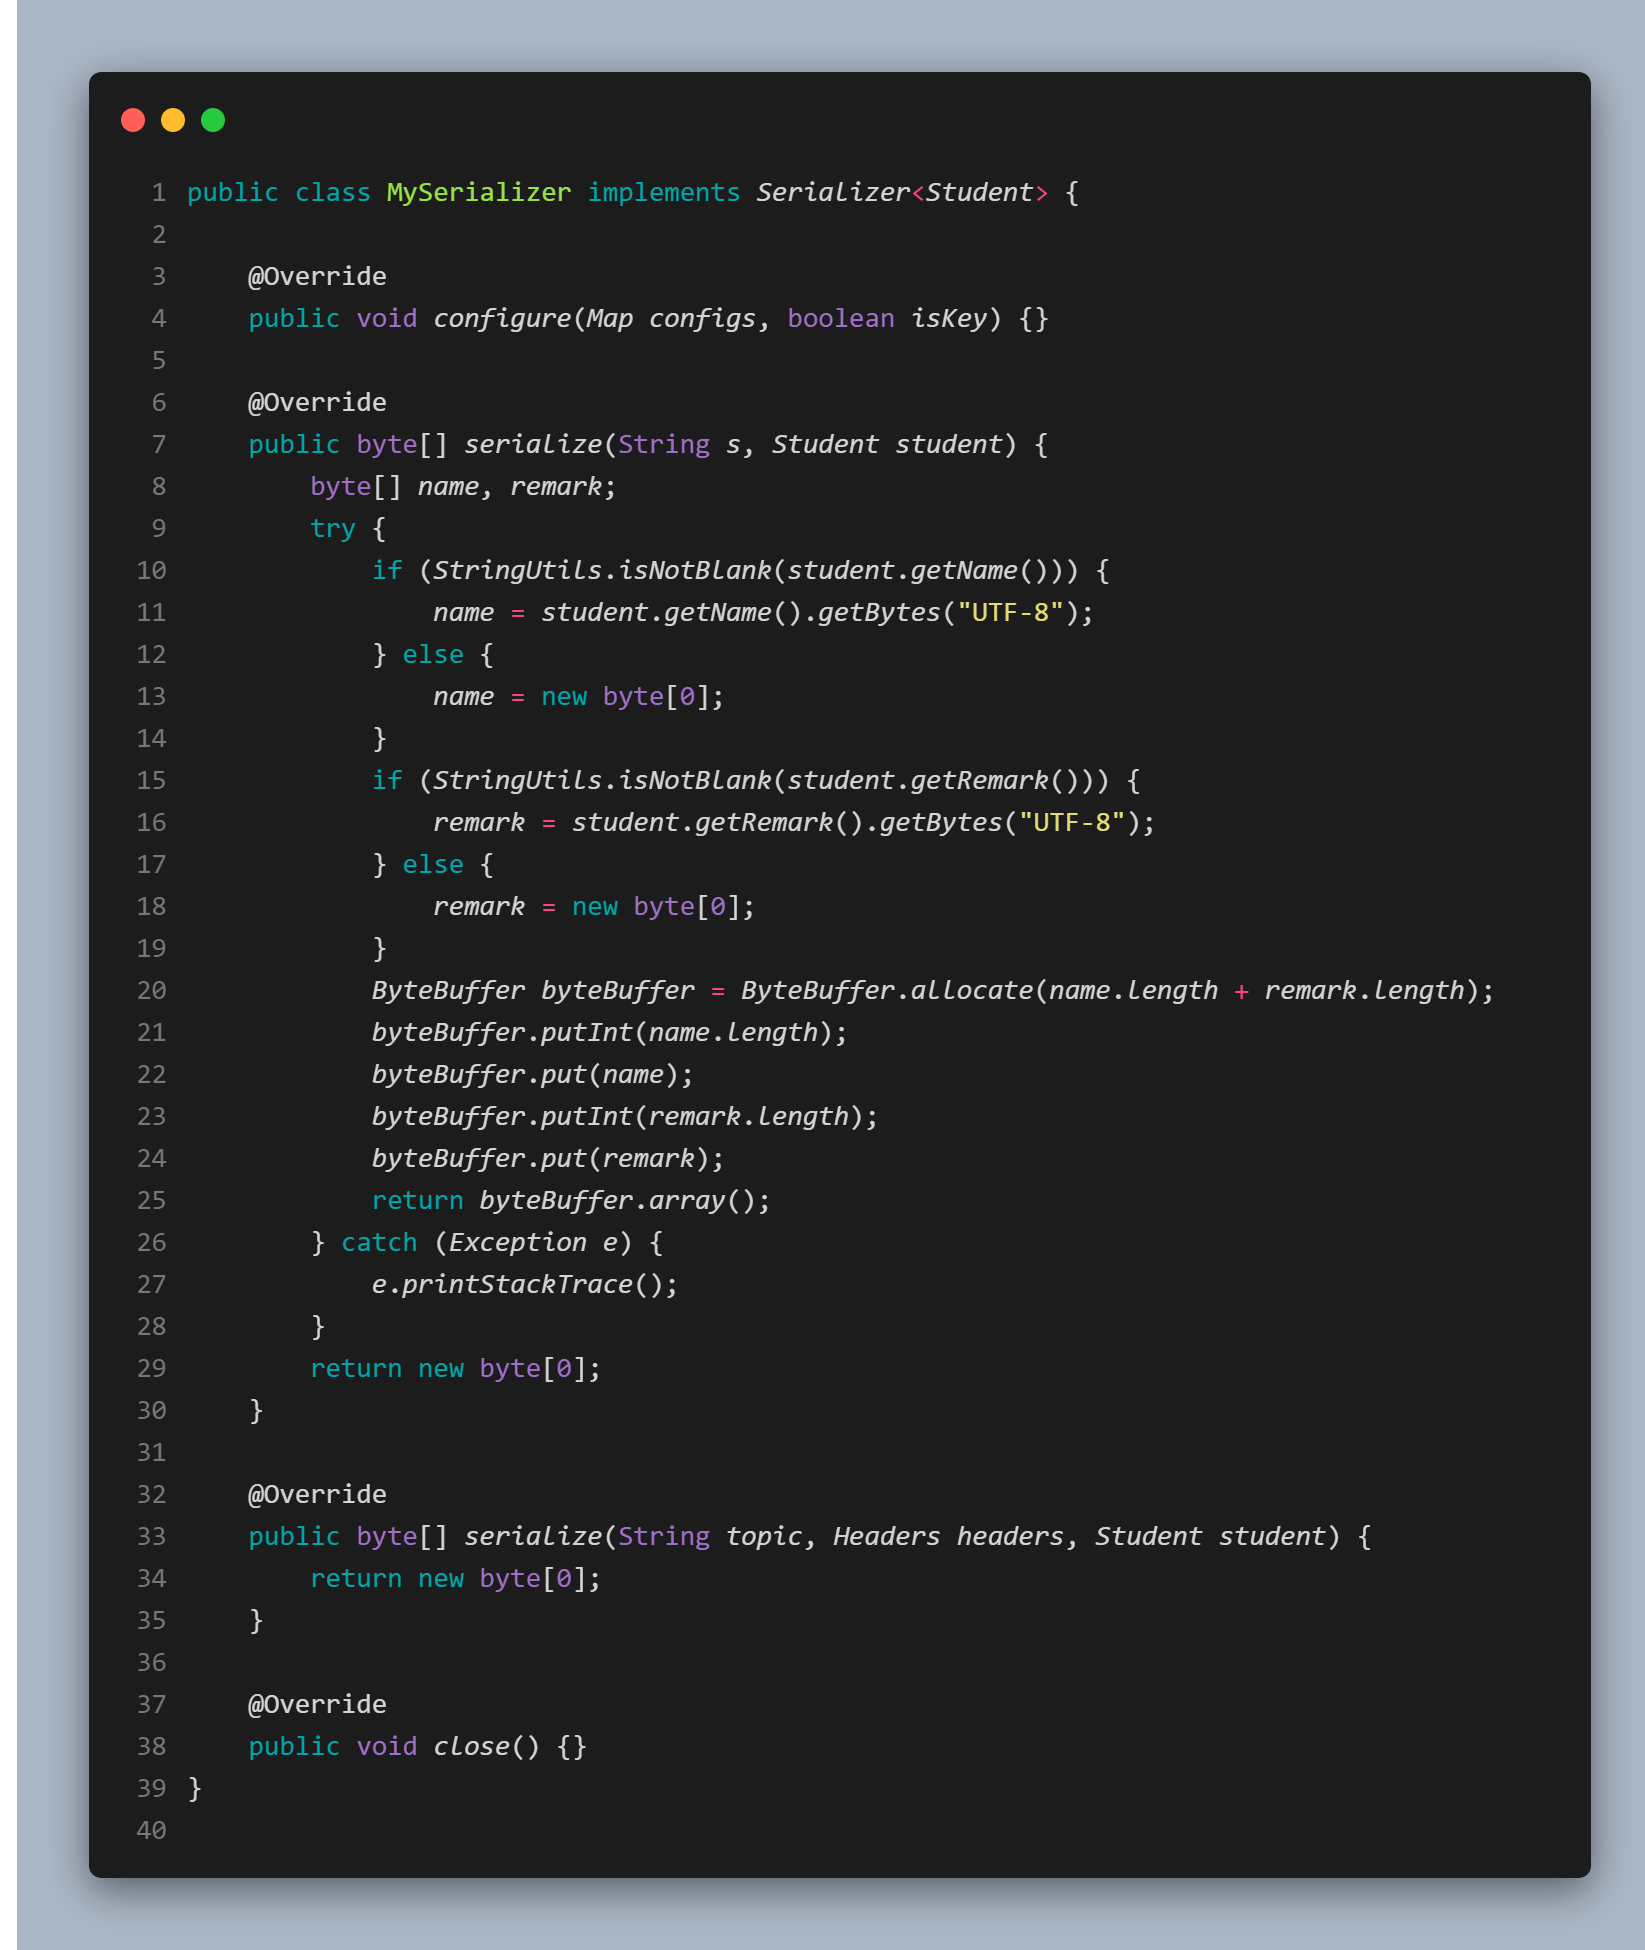 1 public class MySerializer implements Serializer<Student> {
2
3     @Override
4     public void configure(Map configs, boolean isKey) {}
5
6     @Override
7     public byte[] serialize(String s, Student student) {
8         byte[] name, remark;
9         try {
10             if (StringUtils.isNotBlank(student.getName())) {
11                 name = student.getName().getBytes("UTF-8");
12             } else {
13                 name = new byte[0];
14             }
15             if (StringUtils.isNotBlank(student.getRemark())) {
16                 remark = student.getRemark().getBytes("UTF-8");
17             } else {
18                 remark = new byte[0];
19             }
20             ByteBuffer byteBuffer = ByteBuffer.allocate(name.length + remark.length);
21             byteBuffer.putInt(name.length);
22             byteBuffer.put(name);
23             byteBuffer.putInt(remark.length);
24             byteBuffer.put(remark);
25             return byteBuffer.array();
26         } catch (Exception e) {
27             e.printStackTrace();
28         }
29         return new byte[0];
30     }
31
32     @Override
33     public byte[] serialize(String topic, Headers headers, Student student) {
34         return new byte[0];
35     }
36
37     @Override
38     public void close() {}
39 }
40